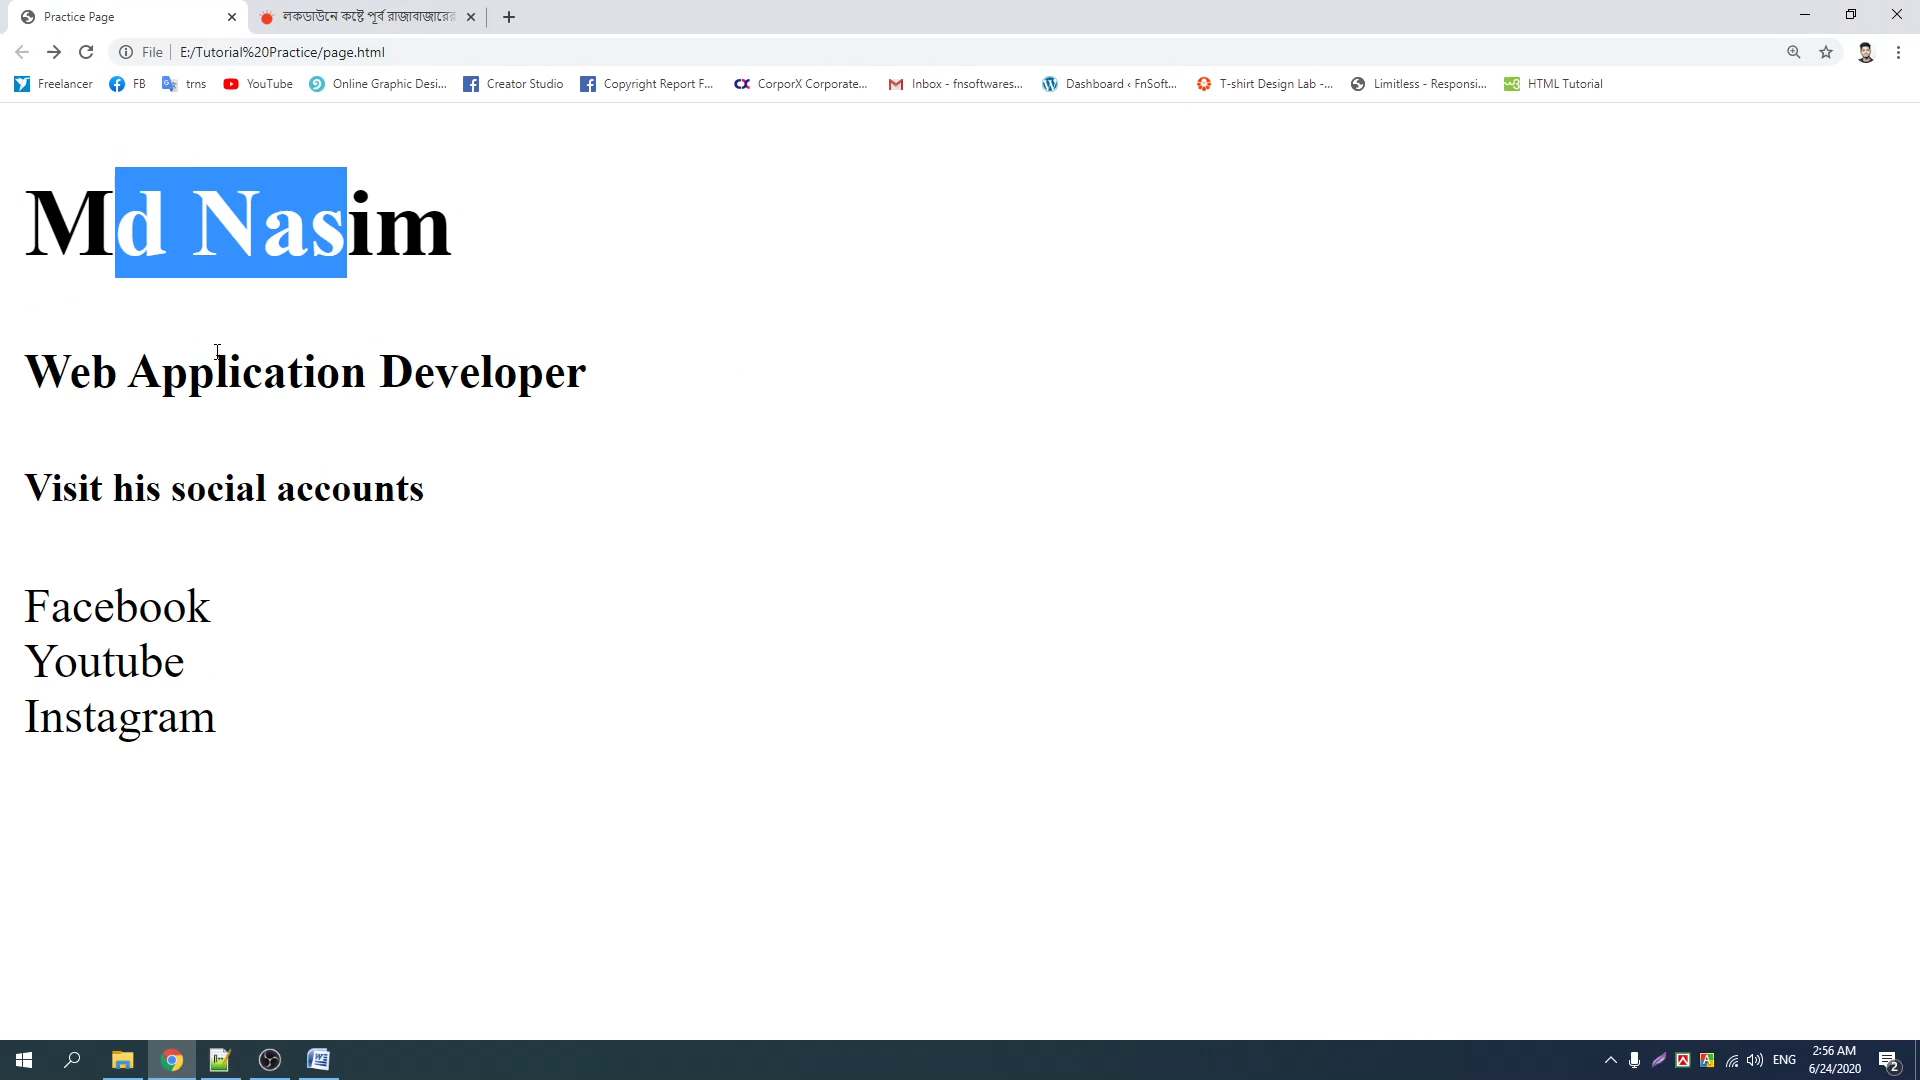 Practice Page
লকডাউনে কষ্টে পূর্ব রাজাবাজারের
File E:/Tutorial%20Practice/page.html
Freelancer FB trns YouTube Online Graphic Desi... Creator Studio Copyright Report F... CorporX Corporate... Inbox - fnsoftwares... Dashboard ‹ FnSoft... T-shirt Design Lab -... Limitless - Responsi... HTML Tutorial
Md Nasim
Web Application Developer
Visit his social accounts
Facebook
Youtube
Instagram
ENG
2:56 AM
6/24/2020
2